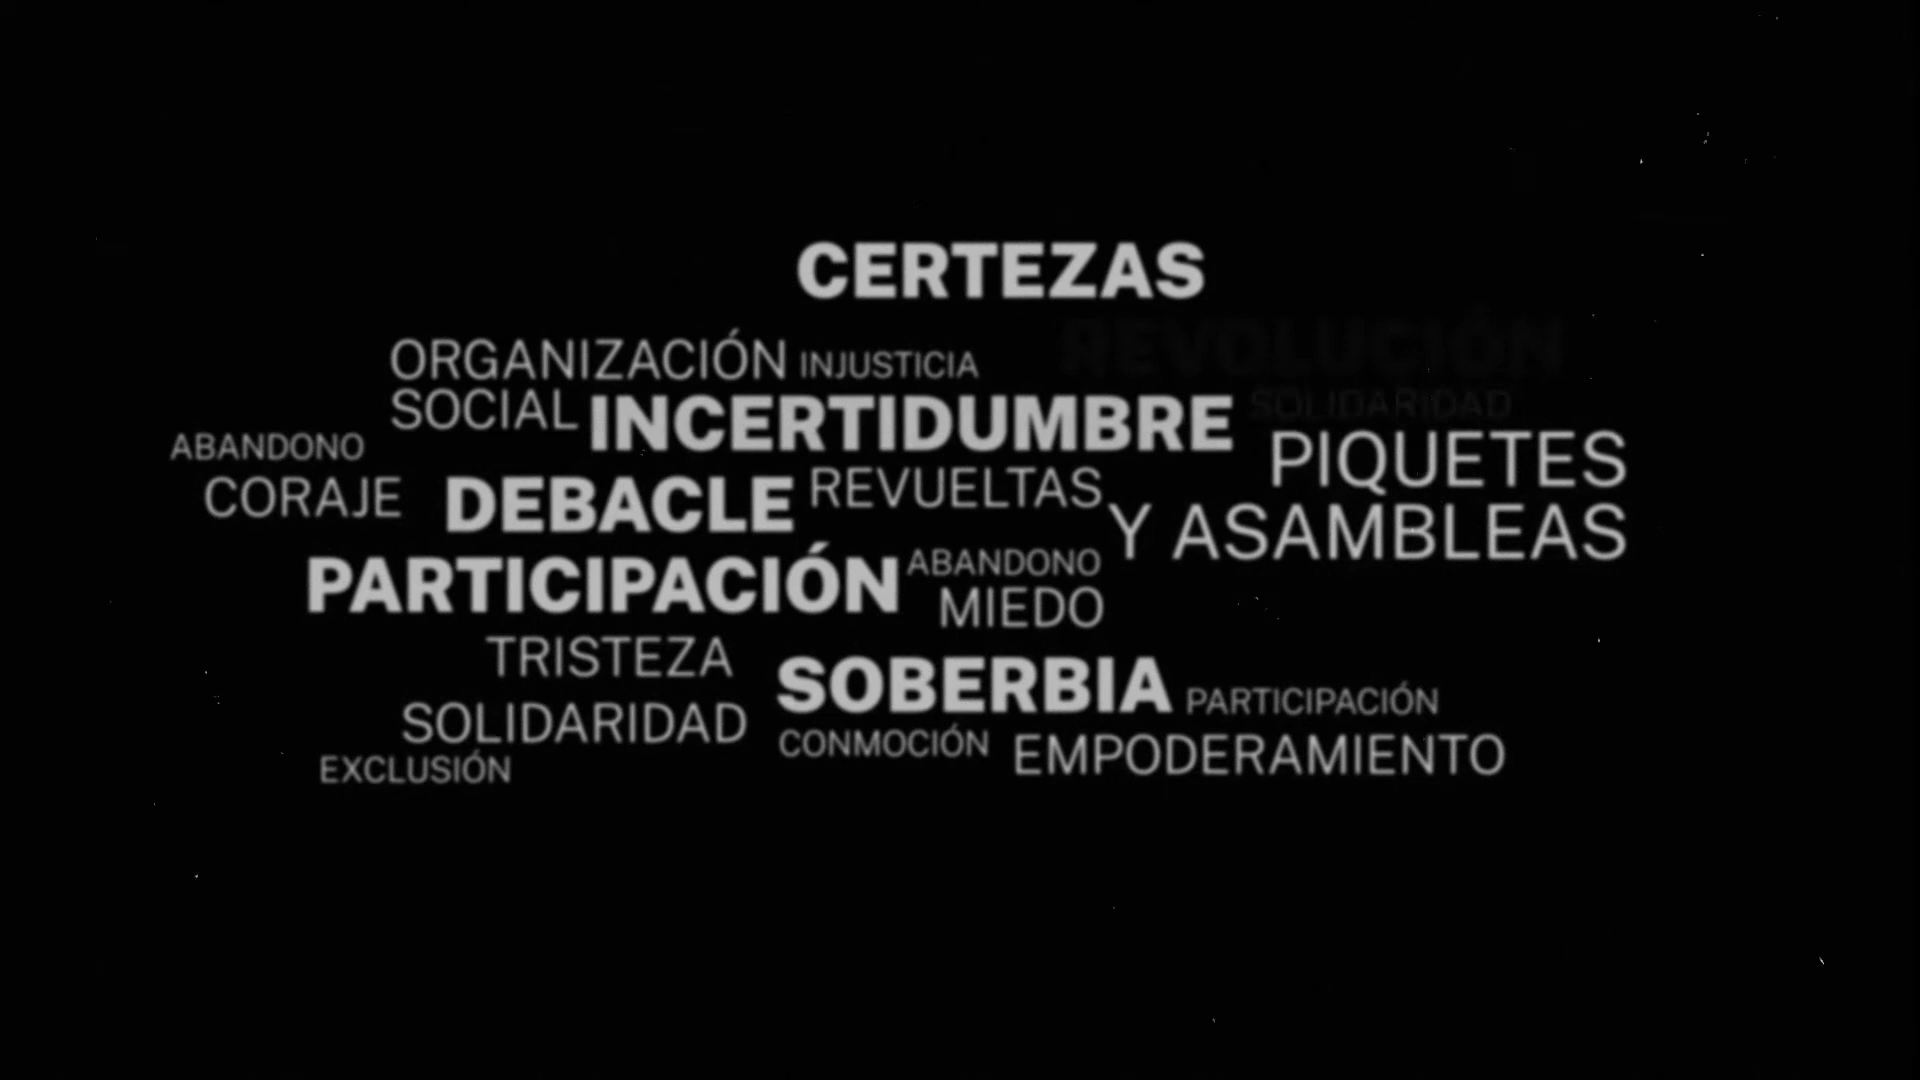 CERTEZAS
REVOLUCIÓN
ORGANIZACIÓN INJUSTICIA
SOCIAL INCERTIDUMBRE SOLIDARIDAD
ABANDONO PIQUETES
CORAJE DEBACLE REVUELTAS
Y ASAMBLEAS
PARTICIPACIÓN ABANDONO
MIEDO
TRISTEZA
SOBERBIA PARTICIPACIÓN
SOLIDARIDAD CONMOCIÓN EMPODERAMIENTO
EXCLUSIÓN